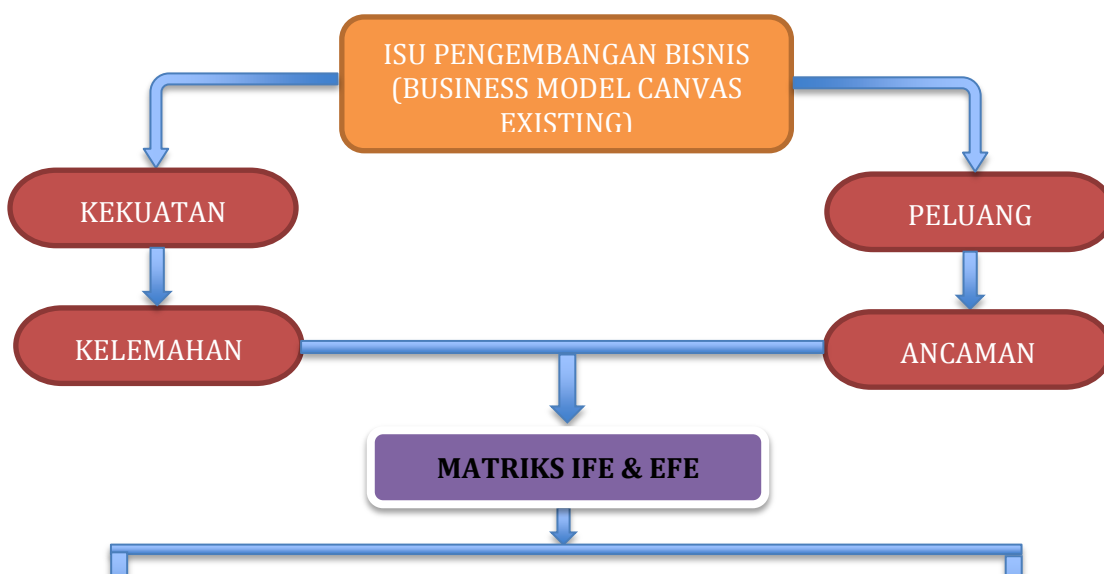 ISU PENGEMBANGAN BISNIS
(BUSINESS MODEL CANVAS
EXISTING)
KEKUATAN
PELUANG
KELEMAHAN
ANCAMAN
MATRIKS IFE & EFE